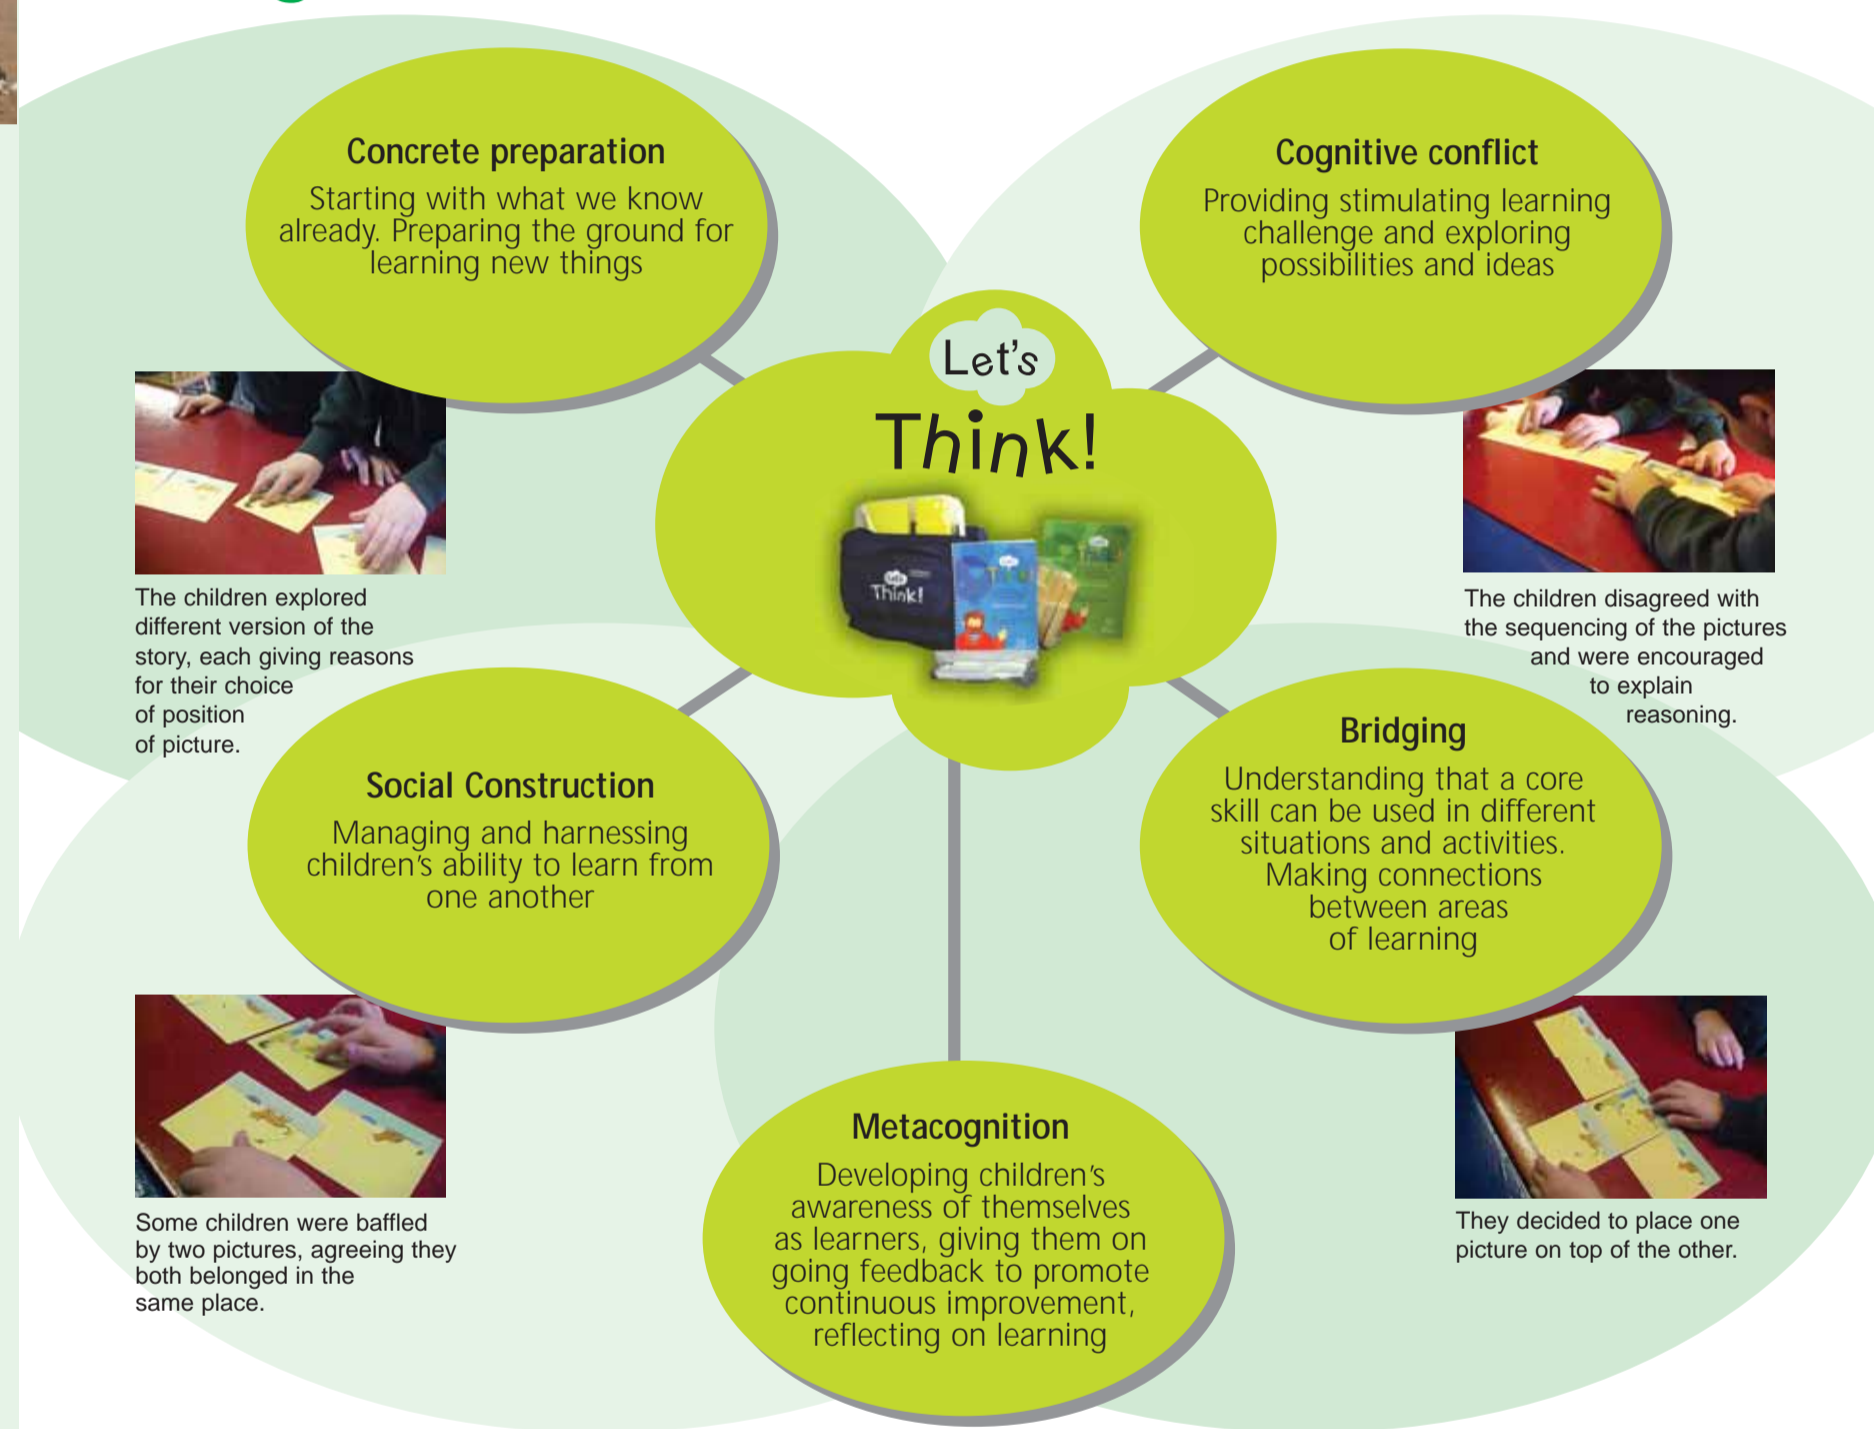 Concrete preparation
Starting with what we know
already. Preparing the ground for
learning new things
Cognitive conflict
Providing stimulating learning
challenge and exploring
possibilities and ideas
Let's
Think!
Let's
Think!
The children explored
different version of the
story, each giving reasons
for their choice
of position
of picture.
The children disagreed with
the sequencing of the pictures
and were encouraged
to explain
reasoning.
Social Construction
Managing and harnessing
children's ability to learn from
one another
Bridging
Understanding that a core
skill can be used in different
situations and activities.
Making connections
between areas
of learning
Some children were baffled
by two pictures, agreeing they
both belonged in the
same place.
They decided to place one
picture on top of the other.
Metacognition
Developing children's
awareness of themselves
as learners, giving them on
going feedback to promote
continuous improvement,
reflecting on learning